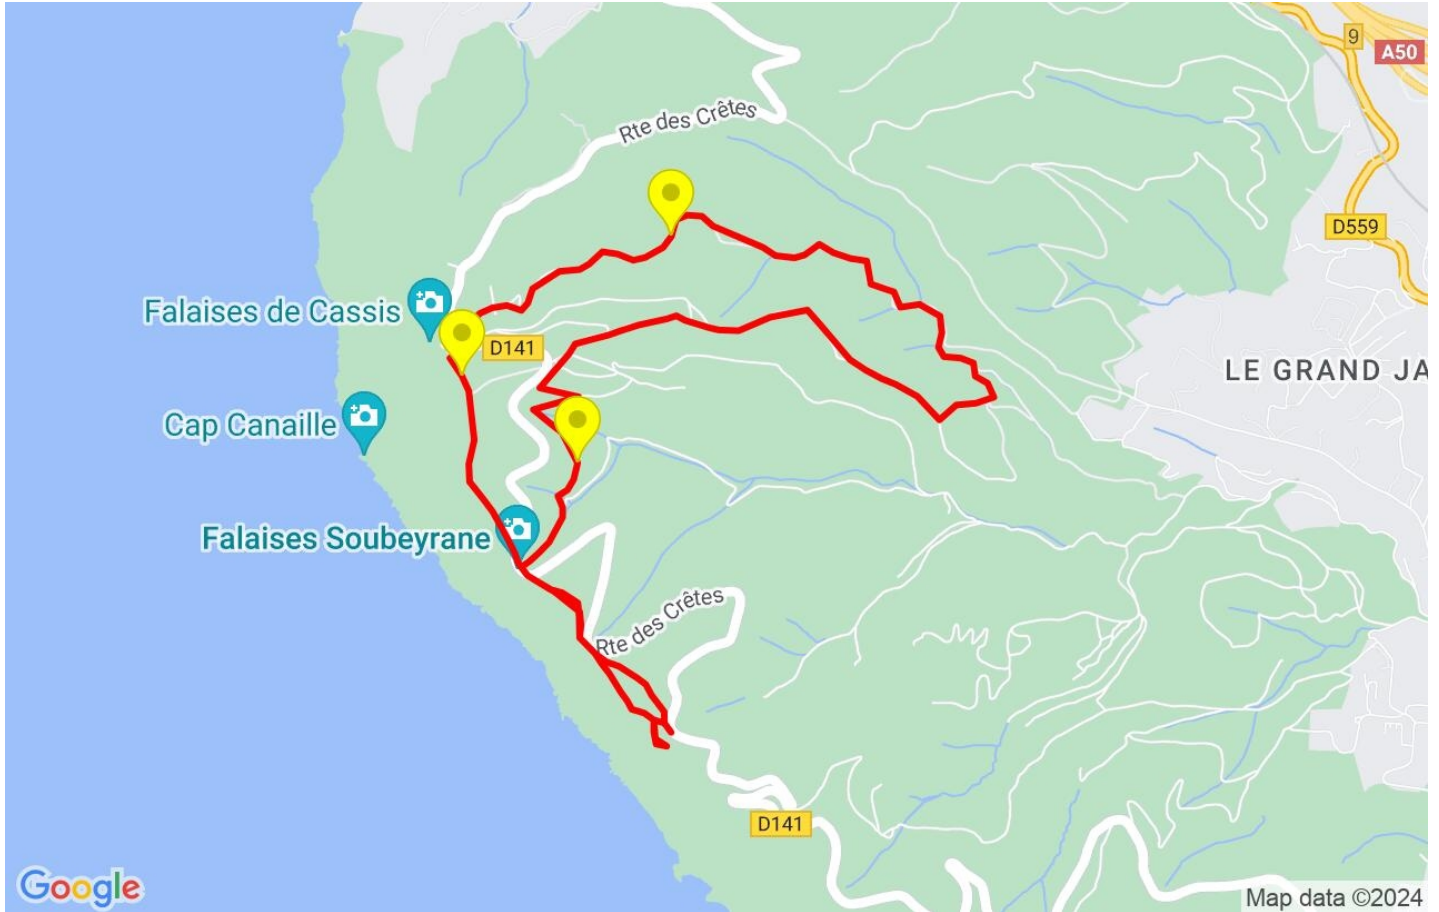 9
A50
Rte des Crêtes
D559
Falaises de Cassis
D141
LE GRAND JA
Cap Canaille
Falaises Soubeyrane
Rte des Crêtes
D141
Google
Map data ©2024